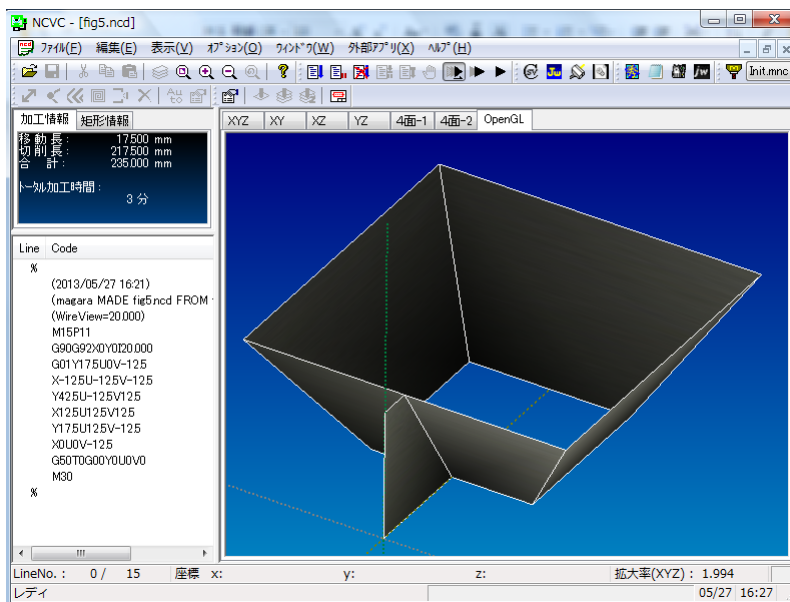 NCVC - [fig5.ncd]
ﾌｧｲﾙ(F) 編集(E) 表示(V) ｵﾌﾟｼｮﾝ(O) ｳｨﾝﾄﾞｳ(W) 外部ｱﾌﾟﾘ(X) ﾍﾙﾌﾟ(H)
Init.mnc
加工情報 矩形情報
XYZ XY XZ YZ 4面-1 4面-2 OpenGL
移動長: 17.500 mm
切削長: 217.500 mm
合 計: 235.000 mm
ﾄｰﾀﾙ加工時間:
3 分
Line Code
%
(2013/05/27 16:21)
(magara MADE fig5.ncd FROM
(WireView=20.000)
M15P11
G90G92X0Y0I20.000
G01Y17.5U0V-12.5
X-12.5U-12.5V-12.5
Y42.5U-12.5V12.5
X12.5U12.5V12.5
Y17.5U12.5V-12.5
X0U0V-12.5
G50T0G00Y0U0V0
M30
%
LineNo. : 0 / 15 座標 x: y: z: 拡大率(XYZ) : 1.994
レディ 05/27 16:27